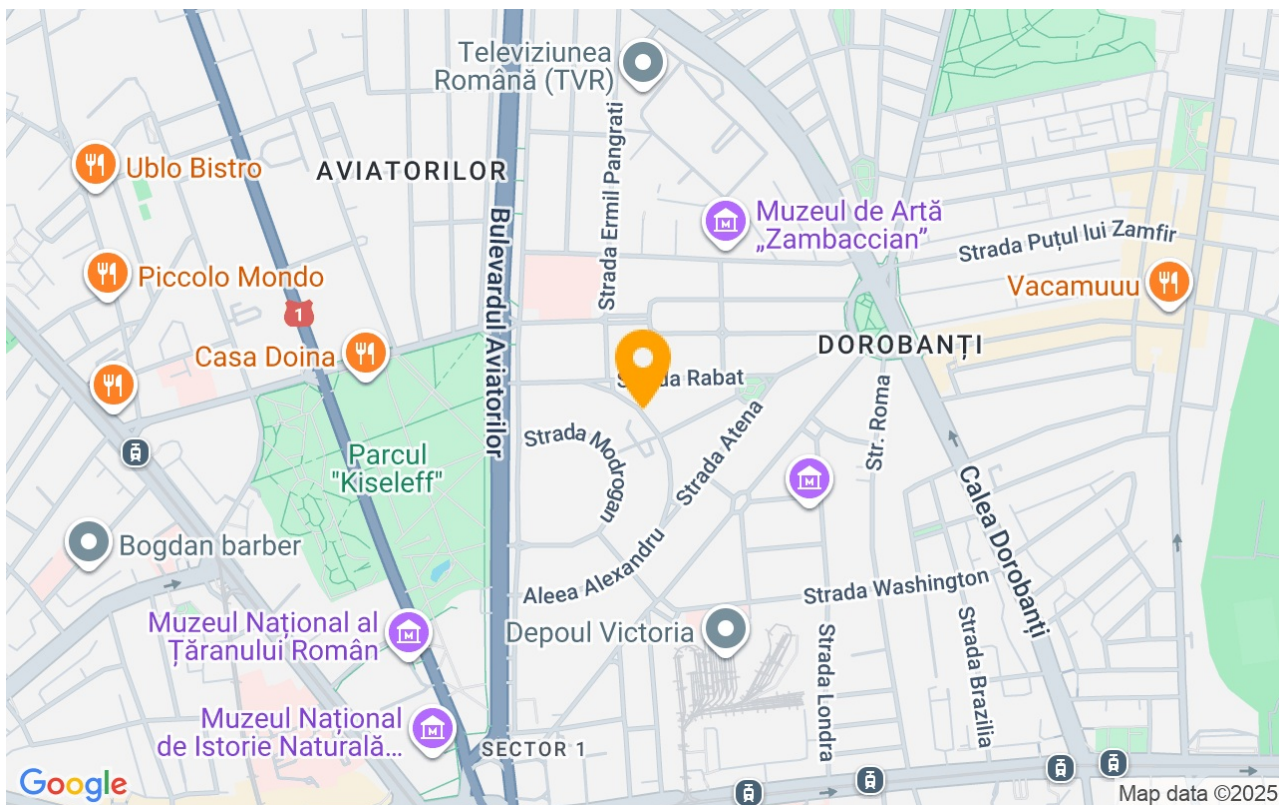 Televiziunea
Română (TVR)
Ublo Bistro
AVIATORILOR
Strada Ermil Pangrati
Muzeul de Artă
„Zambaccian”
Strada Puțul lui Zamfir
Piccolo Mondo
Bulevardul Aviatorilor
Vacamuuu
1
Casa Doina
DOROBANȚI
Rabat
Strada Modrogan
Strada Atena
Str. Roma
Parcul
"Kiseleff"
Calea Dorobanți
Bogdan barber
Aleea Alexandru
Strada Washington
Muzeul Național al
Țăranului Român
Depoul Victoria
Strada Londra
Strada Brazilia
Muzeul Național
de Istorie Naturală...
SECTOR 1
Google
Map data ©2025